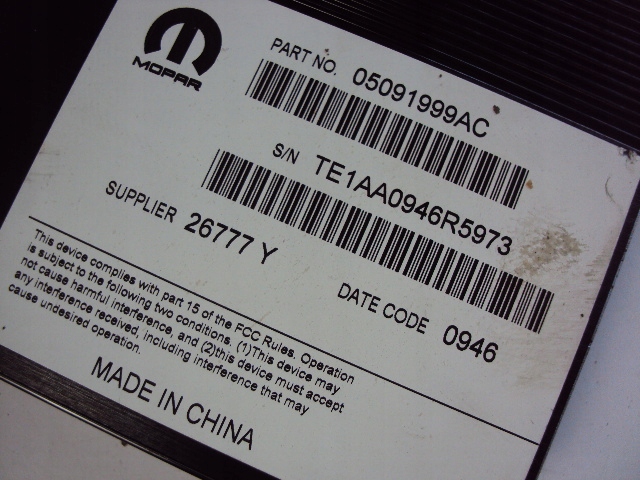 MOPAR
PART NO. 05091999AC
S/N TE1AA0946R5973
SUPPLIER 26777 Y
DATE CODE 0946
This device complies with part 15 of the FCC Rules. Operation
is subject to the following two conditions. (1)This device may
not cause harmful interference, and (2)this device must accept
any interference received, including interference that may
cause undesired operation.
MADE IN CHINA